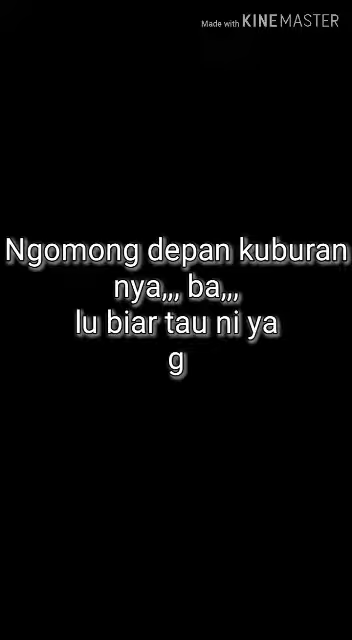 Made with KINEMASTER
Ngomong depan kuburan
nya,,, ba,,,
lu biar tau ni ya
g